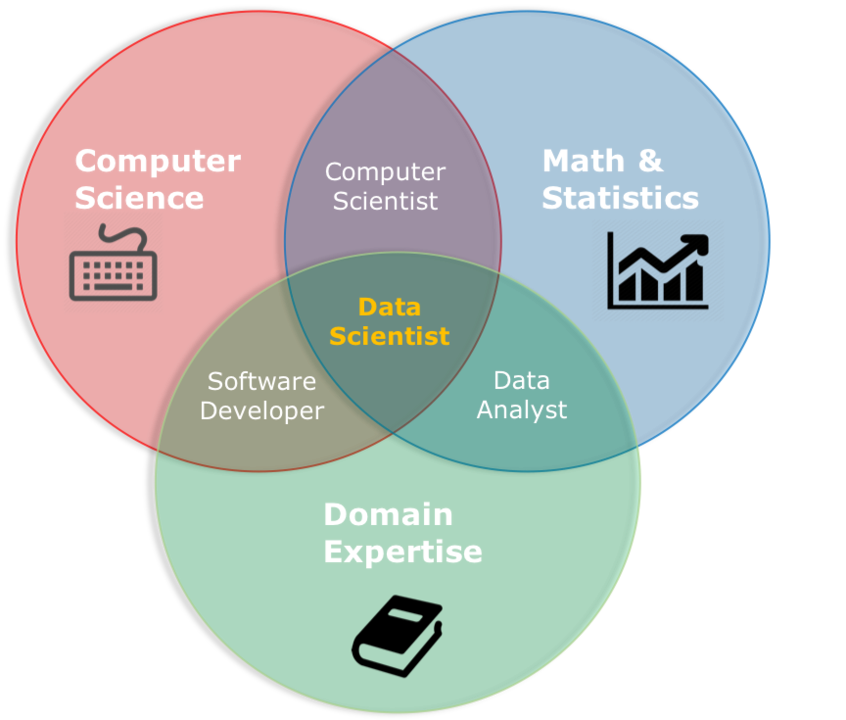 Computer
Science
Computer
Scientist
Math &
Statistics
Data
Scientist
Software
Developer
Data
Analyst
Domain
Expertise